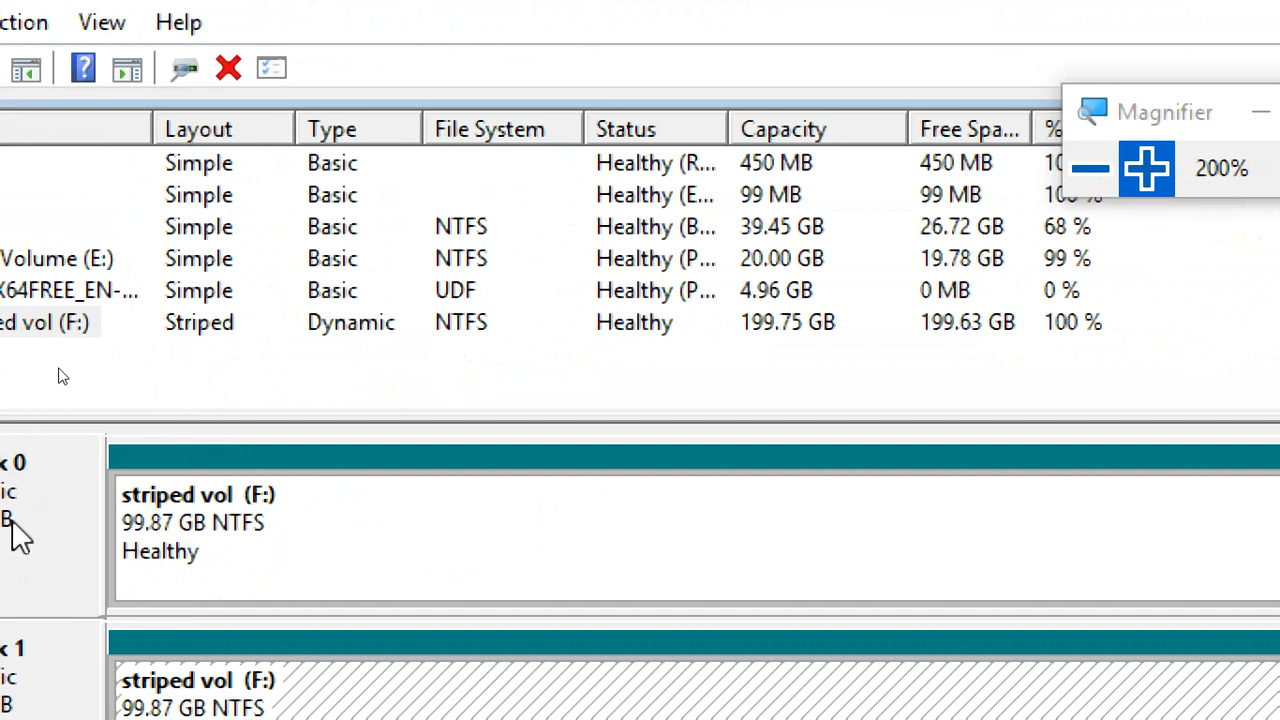 ction View Help
Magnifier
200%
Layout Type File System Status Capacity Free Spa... %
Simple Basic Healthy (R... 450 MB 450 MB 10
Simple Basic Healthy (E... 99 MB 99 MB 100 %
Simple Basic NTFS Healthy (B... 39.45 GB 26.72 GB 68 %
Volume (E:) Simple Basic NTFS Healthy (P... 20.00 GB 19.78 GB 99 %
X64FREE_EN-... Simple Basic UDF Healthy (P... 4.96 GB 0 MB 0 %
ed vol (F:) Striped Dynamic NTFS Healthy 199.75 GB 199.63 GB 100 %
k 0
ic
B
striped vol (F:)
99.87 GB NTFS
Healthy
k 1
ic
B
striped vol (F:)
99.87 GB NTFS